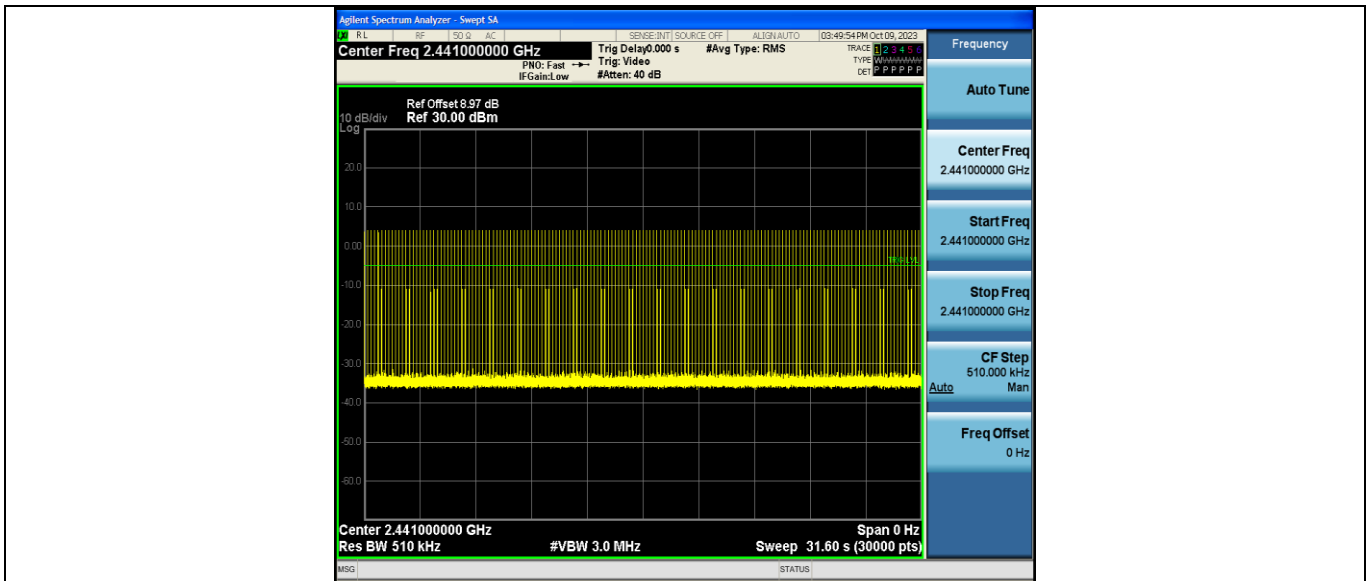 Agilent Spectrum Analyzer - Swept SA
LXI RL RF 50 Ω AC SENSE:INT SOURCE OFF ALIGN AUTO 03:49:54 PM Oct 09, 2023
Center Freq 2.441000000 GHz
PNO: Fast
IFGain:Low
Trig Delay0.000 s
Trig: Video
#Atten: 40 dB
#Avg Type: RMS
TRACE 1 2 3 4 5 6
TYPE WWWWWW
DET P P P P P P
10 dB/div
Log
Ref Offset 8.97 dB
Ref 30.00 dBm
20.0
10.0
0.00
-10.0
-20.0
-30.0
-40.0
-50.0
-60.0
TRIG LVL
Center 2.441000000 GHz
Span 0 Hz
Res BW 510 kHz
#VBW 3.0 MHz
Sweep 31.60 s (30000 pts)
MSG
STATUS
Frequency
Auto Tune
Center Freq
2.441000000 GHz
Start Freq
2.441000000 GHz
Stop Freq
2.441000000 GHz
CF Step
510.000 kHz
Auto Man
Freq Offset
0 Hz